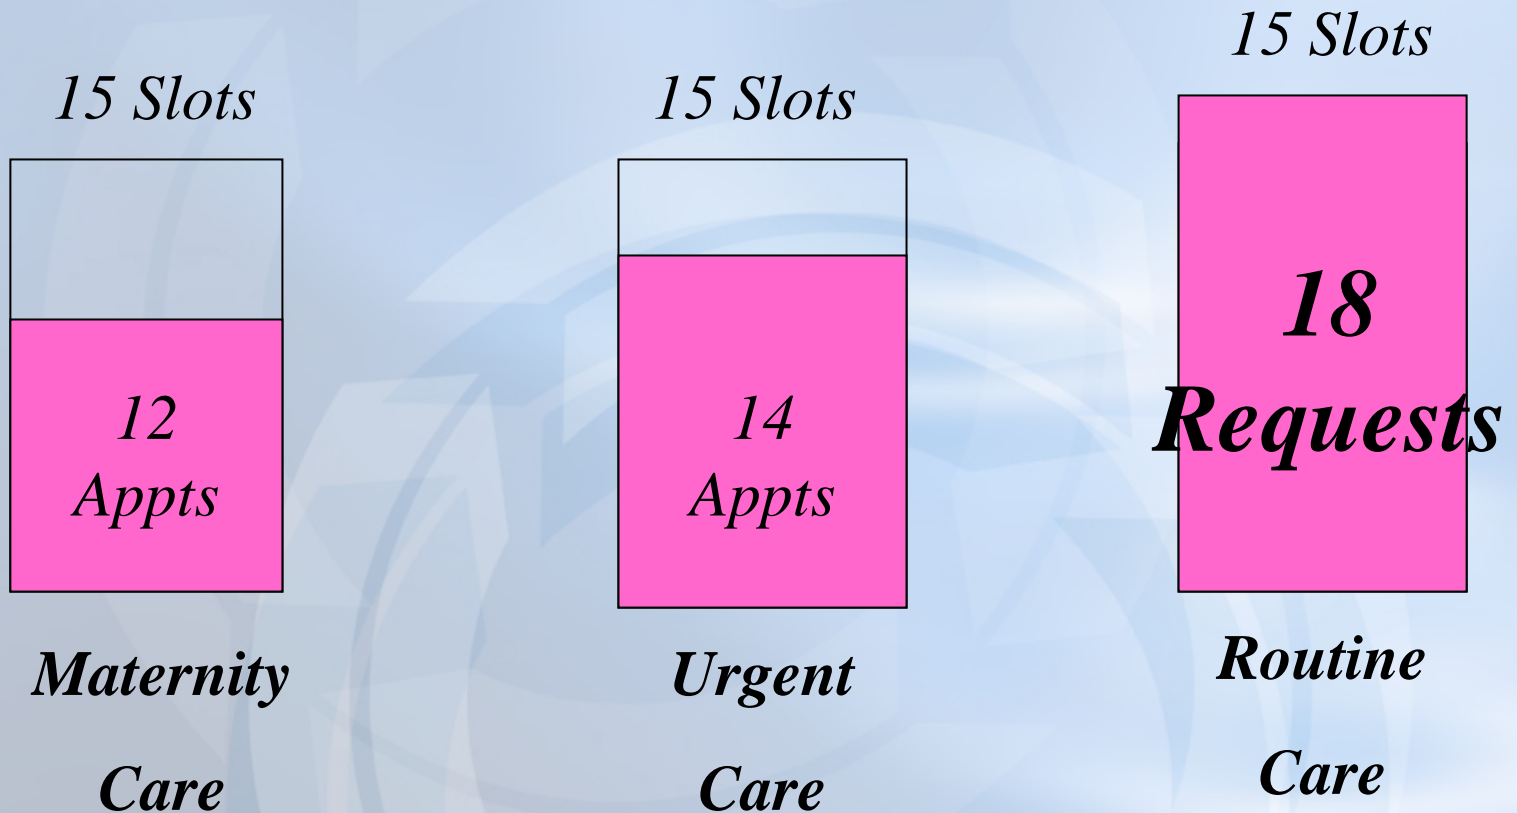 15 Slots
12
Appts
Maternity
Care
15 Slots
14
Appts
Urgent
Care
15 Slots
18
Requests
Routine
Care